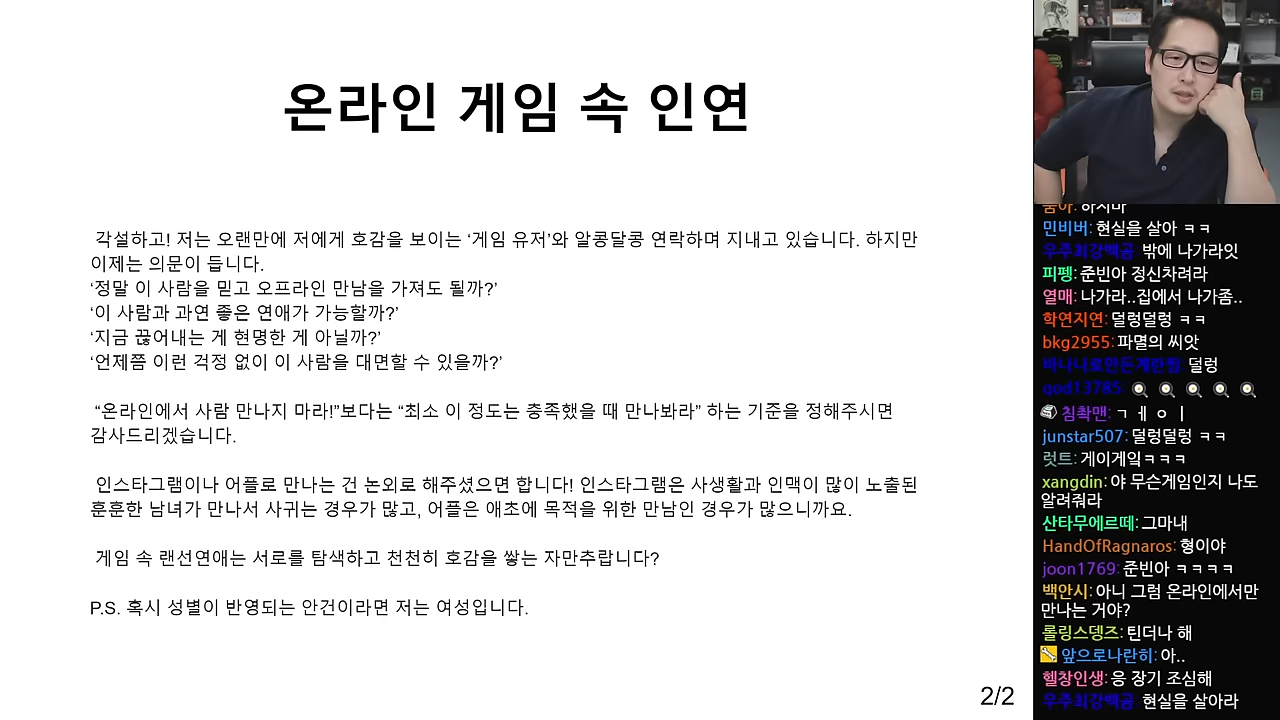 온라인 게임 속 인연
각설하고! 저는 오랜만에 저에게 호감을 보이는 ‘게임 유저’와 알콩달콩 연락하며 지내고 있습니다. 하지만
이제는 의문이 듭니다.
‘정말 이 사람을 믿고 오프라인 만남을 가져도 될까?’
‘이 사람과 과연 좋은 연애가 가능할까?’
‘지금 끊어내는 게 현명한 게 아닐까?’
‘언제쯤 이런 걱정 없이 이 사람을 대면할 수 있을까?’
“온라인에서 사람 만나지 마라!”보다는 “최소 이 정도는 충족했을 때 만나봐라” 하는 기준을 정해주시면
감사드리겠습니다.
인스타그램이나 어플로 만나는 건 논외로 해주셨으면 합니다! 인스타그램은 사생활과 인맥이 많이 노출된
훈훈한 남녀가 만나서 사귀는 경우가 많고, 어플은 애초에 목적을 위한 만남인 경우가 많으니까요.
게임 속 랜선연애는 서로를 탐색하고 천천히 호감을 쌓는 자만추랍니다?
P.S. 혹시 성별이 반영되는 안건이라면 저는 여성입니다.
2/2
하지마
민비버: 현실을 살아 ㅋㅋ
우주최강백곰: 밖에 나가라잇
피펭: 준빈아 정신차려라
열매: 나가라..집에서 나가좀..
학연지연: 덜렁덜렁 ㅋㅋ
bkg2955: 파멸의 씨앗
바나나로만든계란찜: 덜렁
god13785:
침착맨: ㄱ ㅔ ㅇ ㅣ
junstar507: 덜렁덜렁 ㅋㅋ
럿트: 게이게잌ㅋㅋㅋ
xangdin: 야 무슨게임인지 나도
알려줘라
산타무에르떼: 그마내
HandOfRagnaros: 형이야
joon1769: 준빈아 ㅋㅋㅋㅋ
백안시: 아니 그럼 온라인에서만
만나는 거야?
롤링스뎅즈: 틴더나 해
앞으로나란히: 아..
헬창인생: 응 장기 조심해
우주최강백곰: 현실을 살아라